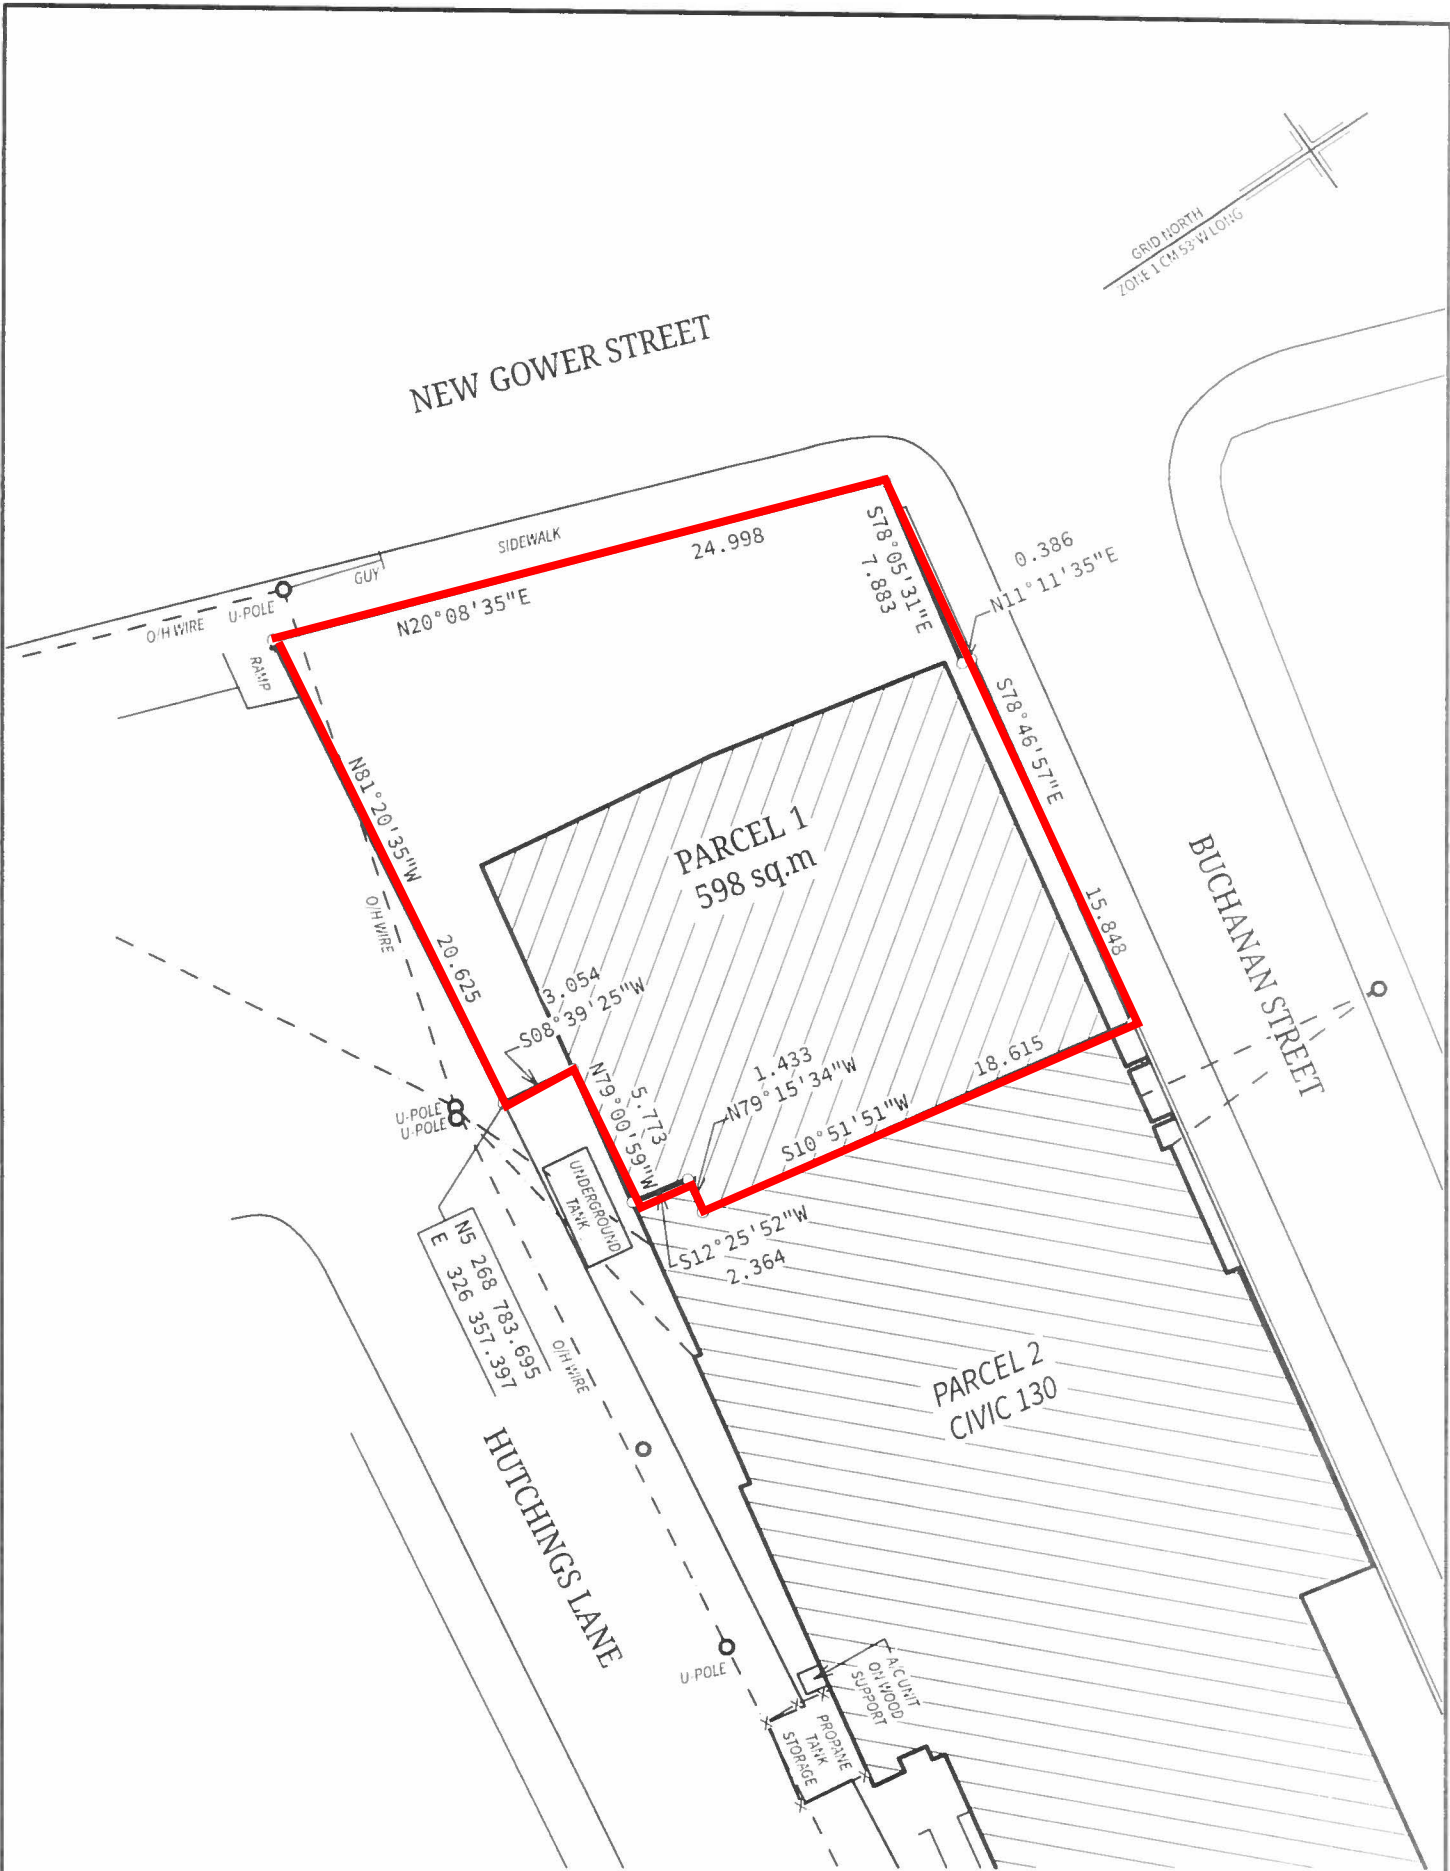 GRID NORTH
ZONE 1 CM 53°W LONG
NEW GOWER STREET
SIDEWALK
24.998
GUY
U-POLE
O/H WIRE
N20°08'35"E
RAMP
S78°05'31"E
7.883
0.386
N11°11'35"E
S78°46'57"E
15.848
N81°20'35"W
20.625
O/H WIRE
PARCEL 1
598 sq.m
BUCHANAN STREET
3.054
S08°39'25"W
N79°00'59"W
5.773
1.433
N79°15'34"W
18.615
S10°51'51"W
S12°25'52"W
2.364
U-POLE
U-POLE
UNDERGROUND
TANK
N5 268 783.695
E 326 357.397
O/H WIRE
PARCEL 2
CIVIC 130
HUTCHINGS LANE
U-POLE
A/C UNIT
ON WOOD
SUPPORT
PROPANE
TANK
STORAGE